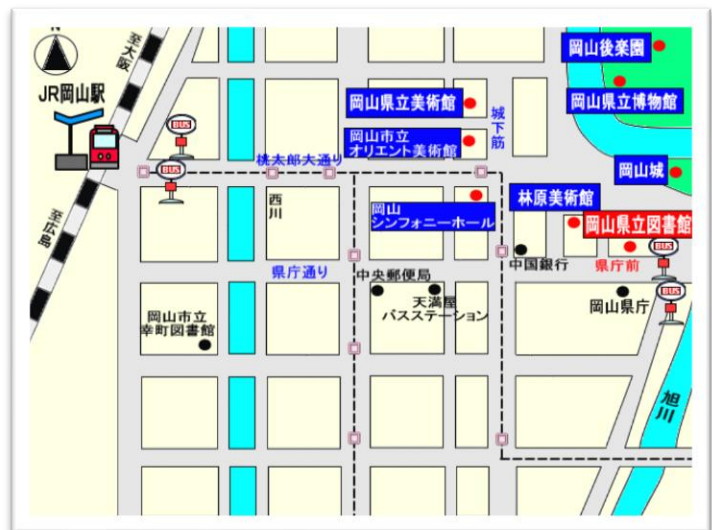 N
至大阪
JR岡山駅
BUS
BUS
至広島
岡山後楽園
岡山県立博物館
岡山県立美術館
城下筋
岡山市立
オリエント美術館
桃太郎大通り
岡山城
西川
岡山
シンフォニーホール
林原美術館
岡山県立図書館
BUS
県庁通り
中央郵便局
中国銀行
県庁前
天満屋
バスステーション
岡山県庁
BUS
岡山市立
幸町図書館
旭川